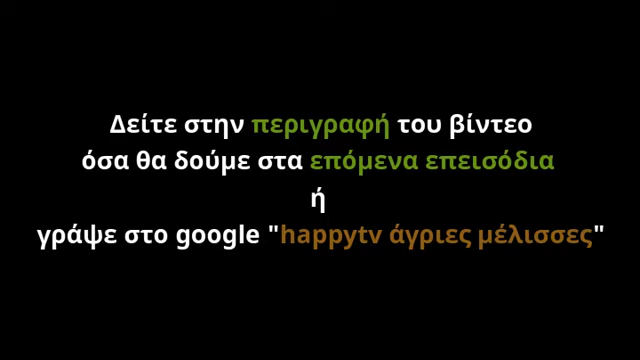 Δείτε στην περιγραφή του βίντεο
όσα θα δούμε στα επόμενα επεισόδια
ή
γράψε στο google "happytv άγριες μέλισσες"